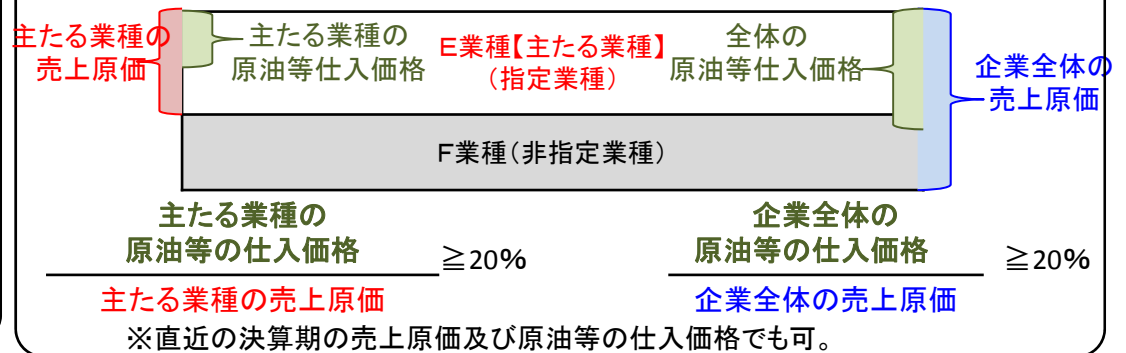 主たる業種の
売上原価
主たる業種の
原油等仕入価格
E業種【主たる業種】
(指定業種)
全体の
原油等仕入価格
企業全体の
売上原価
F業種(非指定業種)
主たる業種の
原油等の仕入価格
主たる業種の売上原価
≧20%
企業全体の
原油等の仕入価格
企業全体の売上原価
≧20%
※直近の決算期の売上原価及び原油等の仕入価格でも可。